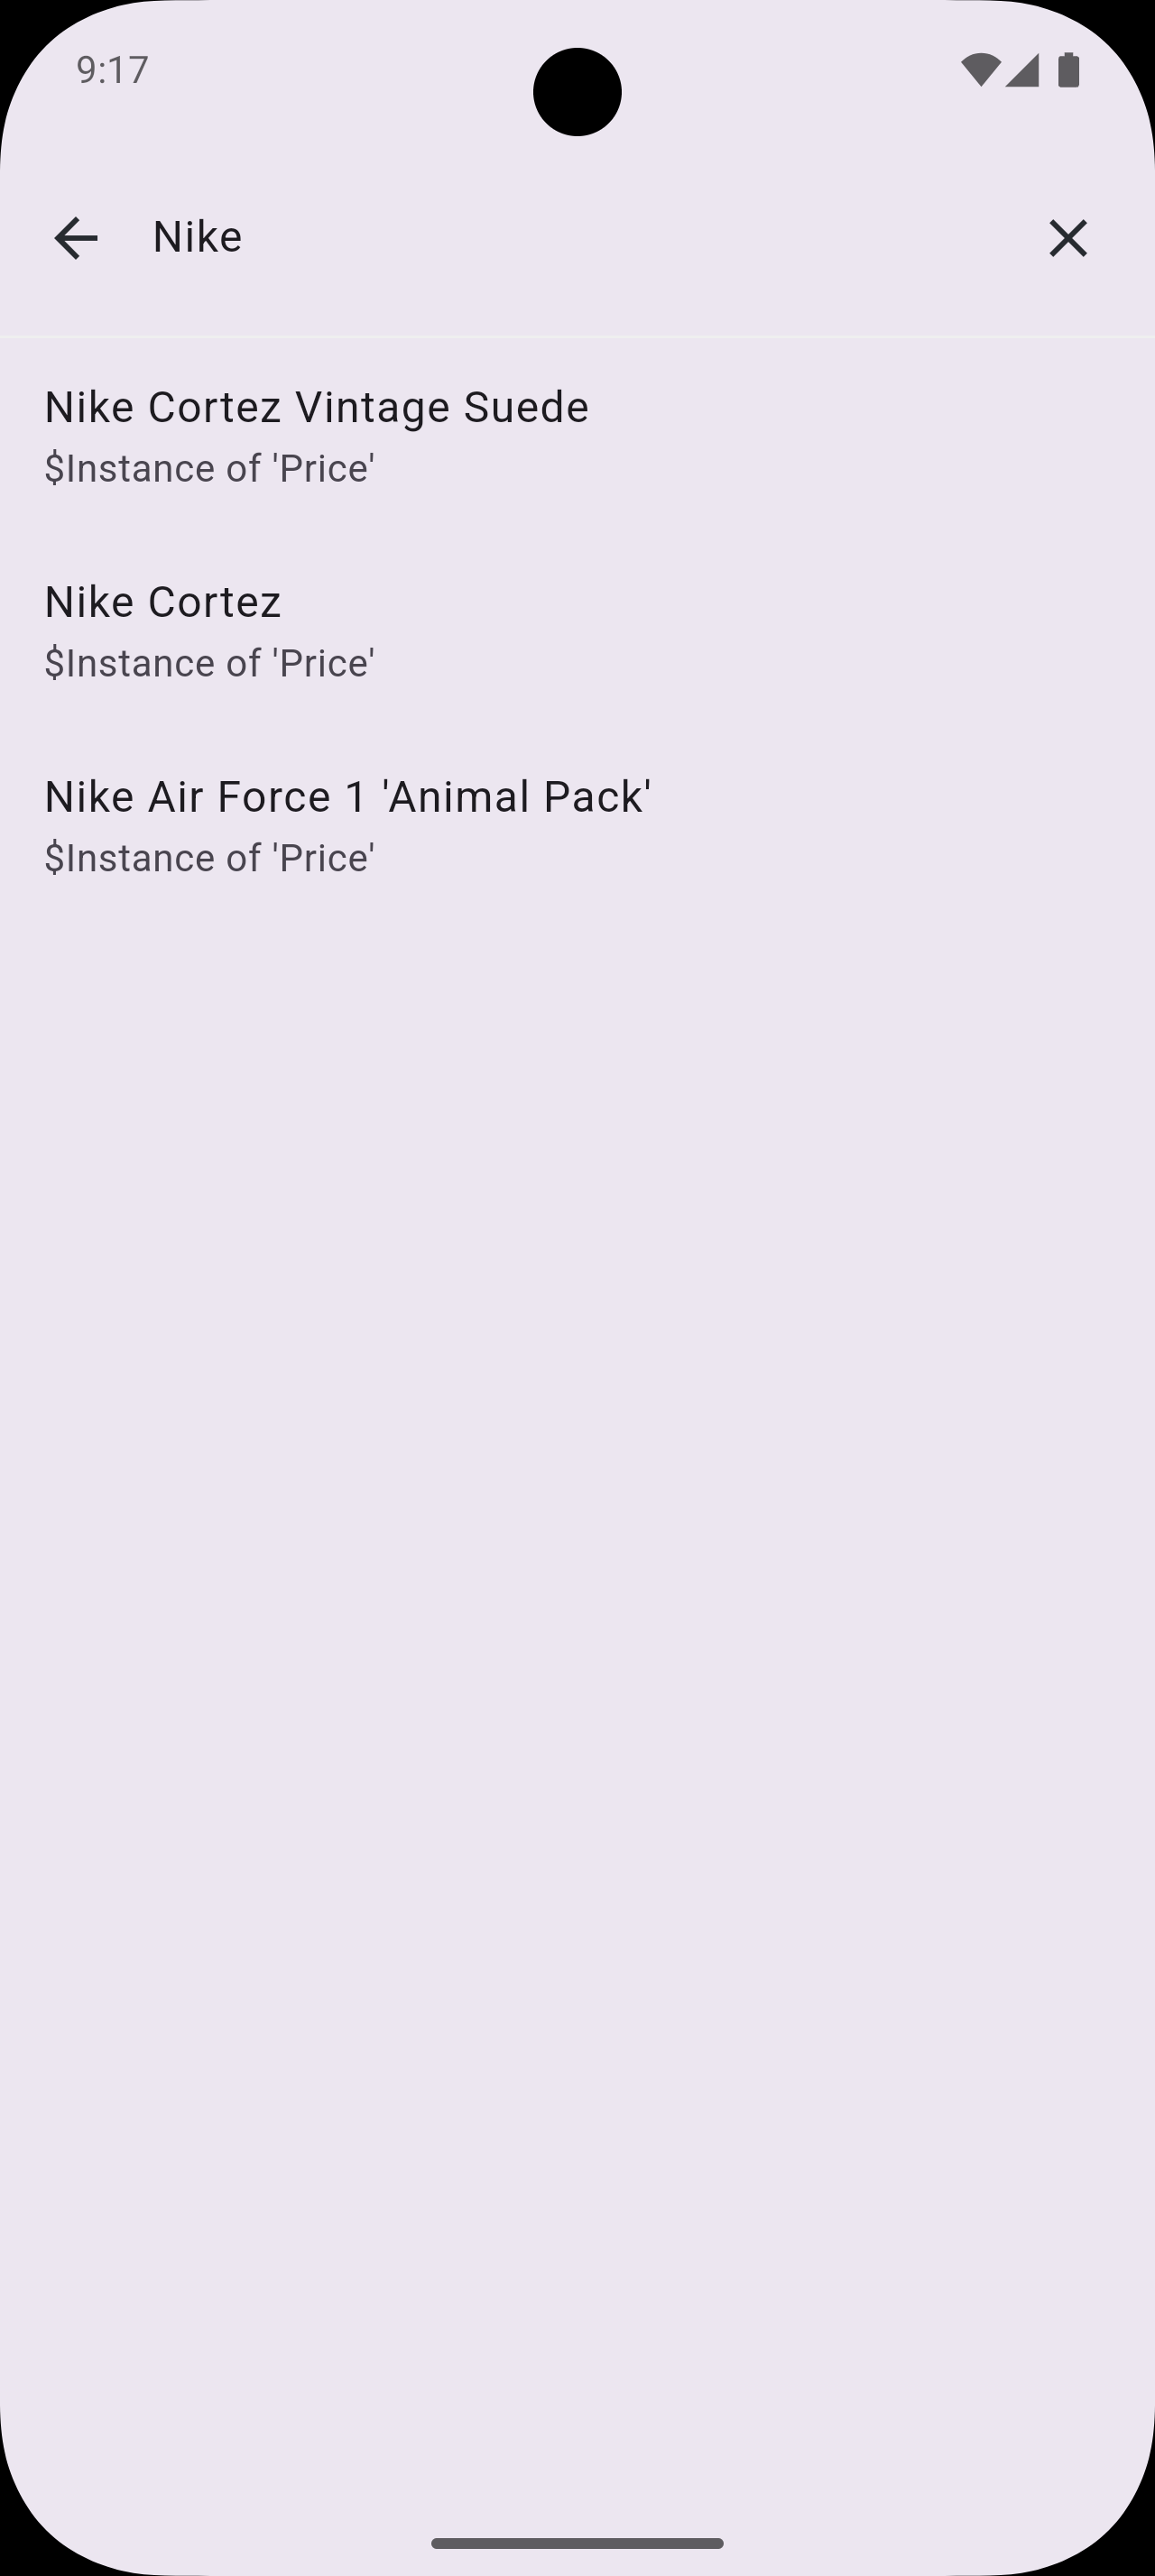 9:17
Nike
Nike Cortez Vintage Suede
$Instance of 'Price'
Nike Cortez
$Instance of 'Price'
Nike Air Force 1 'Animal Pack'
$Instance of 'Price'